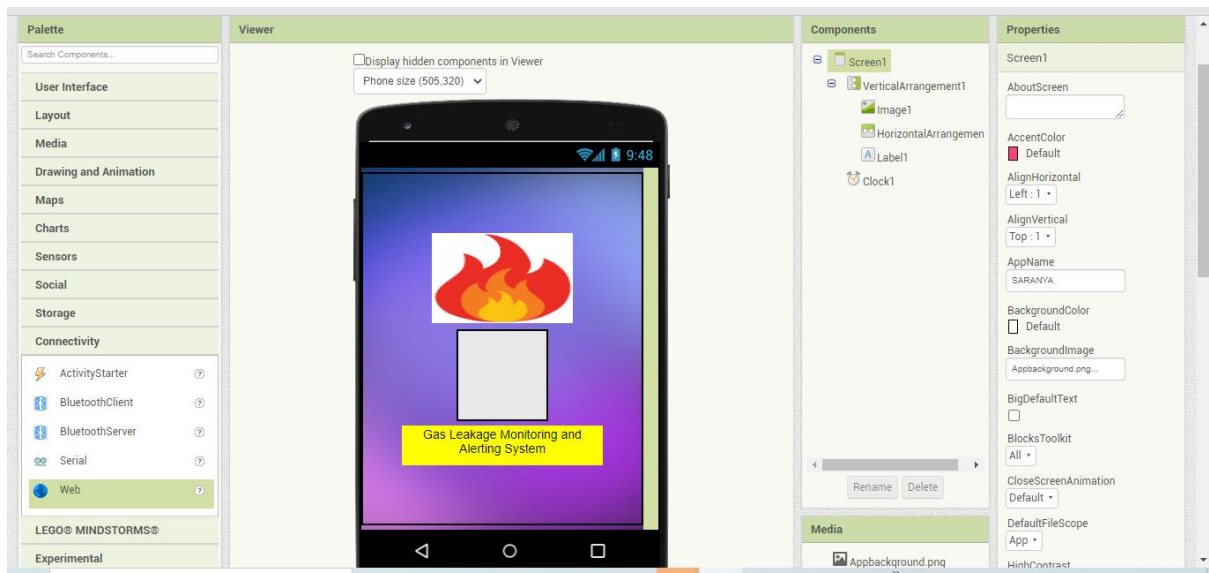 Palette
Search Components...
User Interface
Layout
Media
Drawing and Animation
Maps
Charts
Sensors
Social
Storage
Connectivity
ActivityStarter
?
BluetoothClient
?
BluetoothServer
?
Serial
?
Web
?
LEGO® MINDSTORMS®
Experimental
Viewer
Display hidden components in Viewer
Phone size (505,320)
9:48
Gas Leakage Monitoring and
Alerting System
Components
Screen1
VerticalArrangement1
Image1
HorizontalArrangemen
A Label1
Clock1
Rename Delete
Media
Appbackground.png
Properties
Screen1
AboutScreen
AccentColor
Default
AlignHorizontal
Left : 1
AlignVertical
Top : 1
AppName
SARANYA
BackgroundColor
Default
BackgroundImage
Appbackground.png...
BigDefaultText
BlocksToolkit
All
CloseScreenAnimation
Default
DefaultFileScope
App
HighContrast